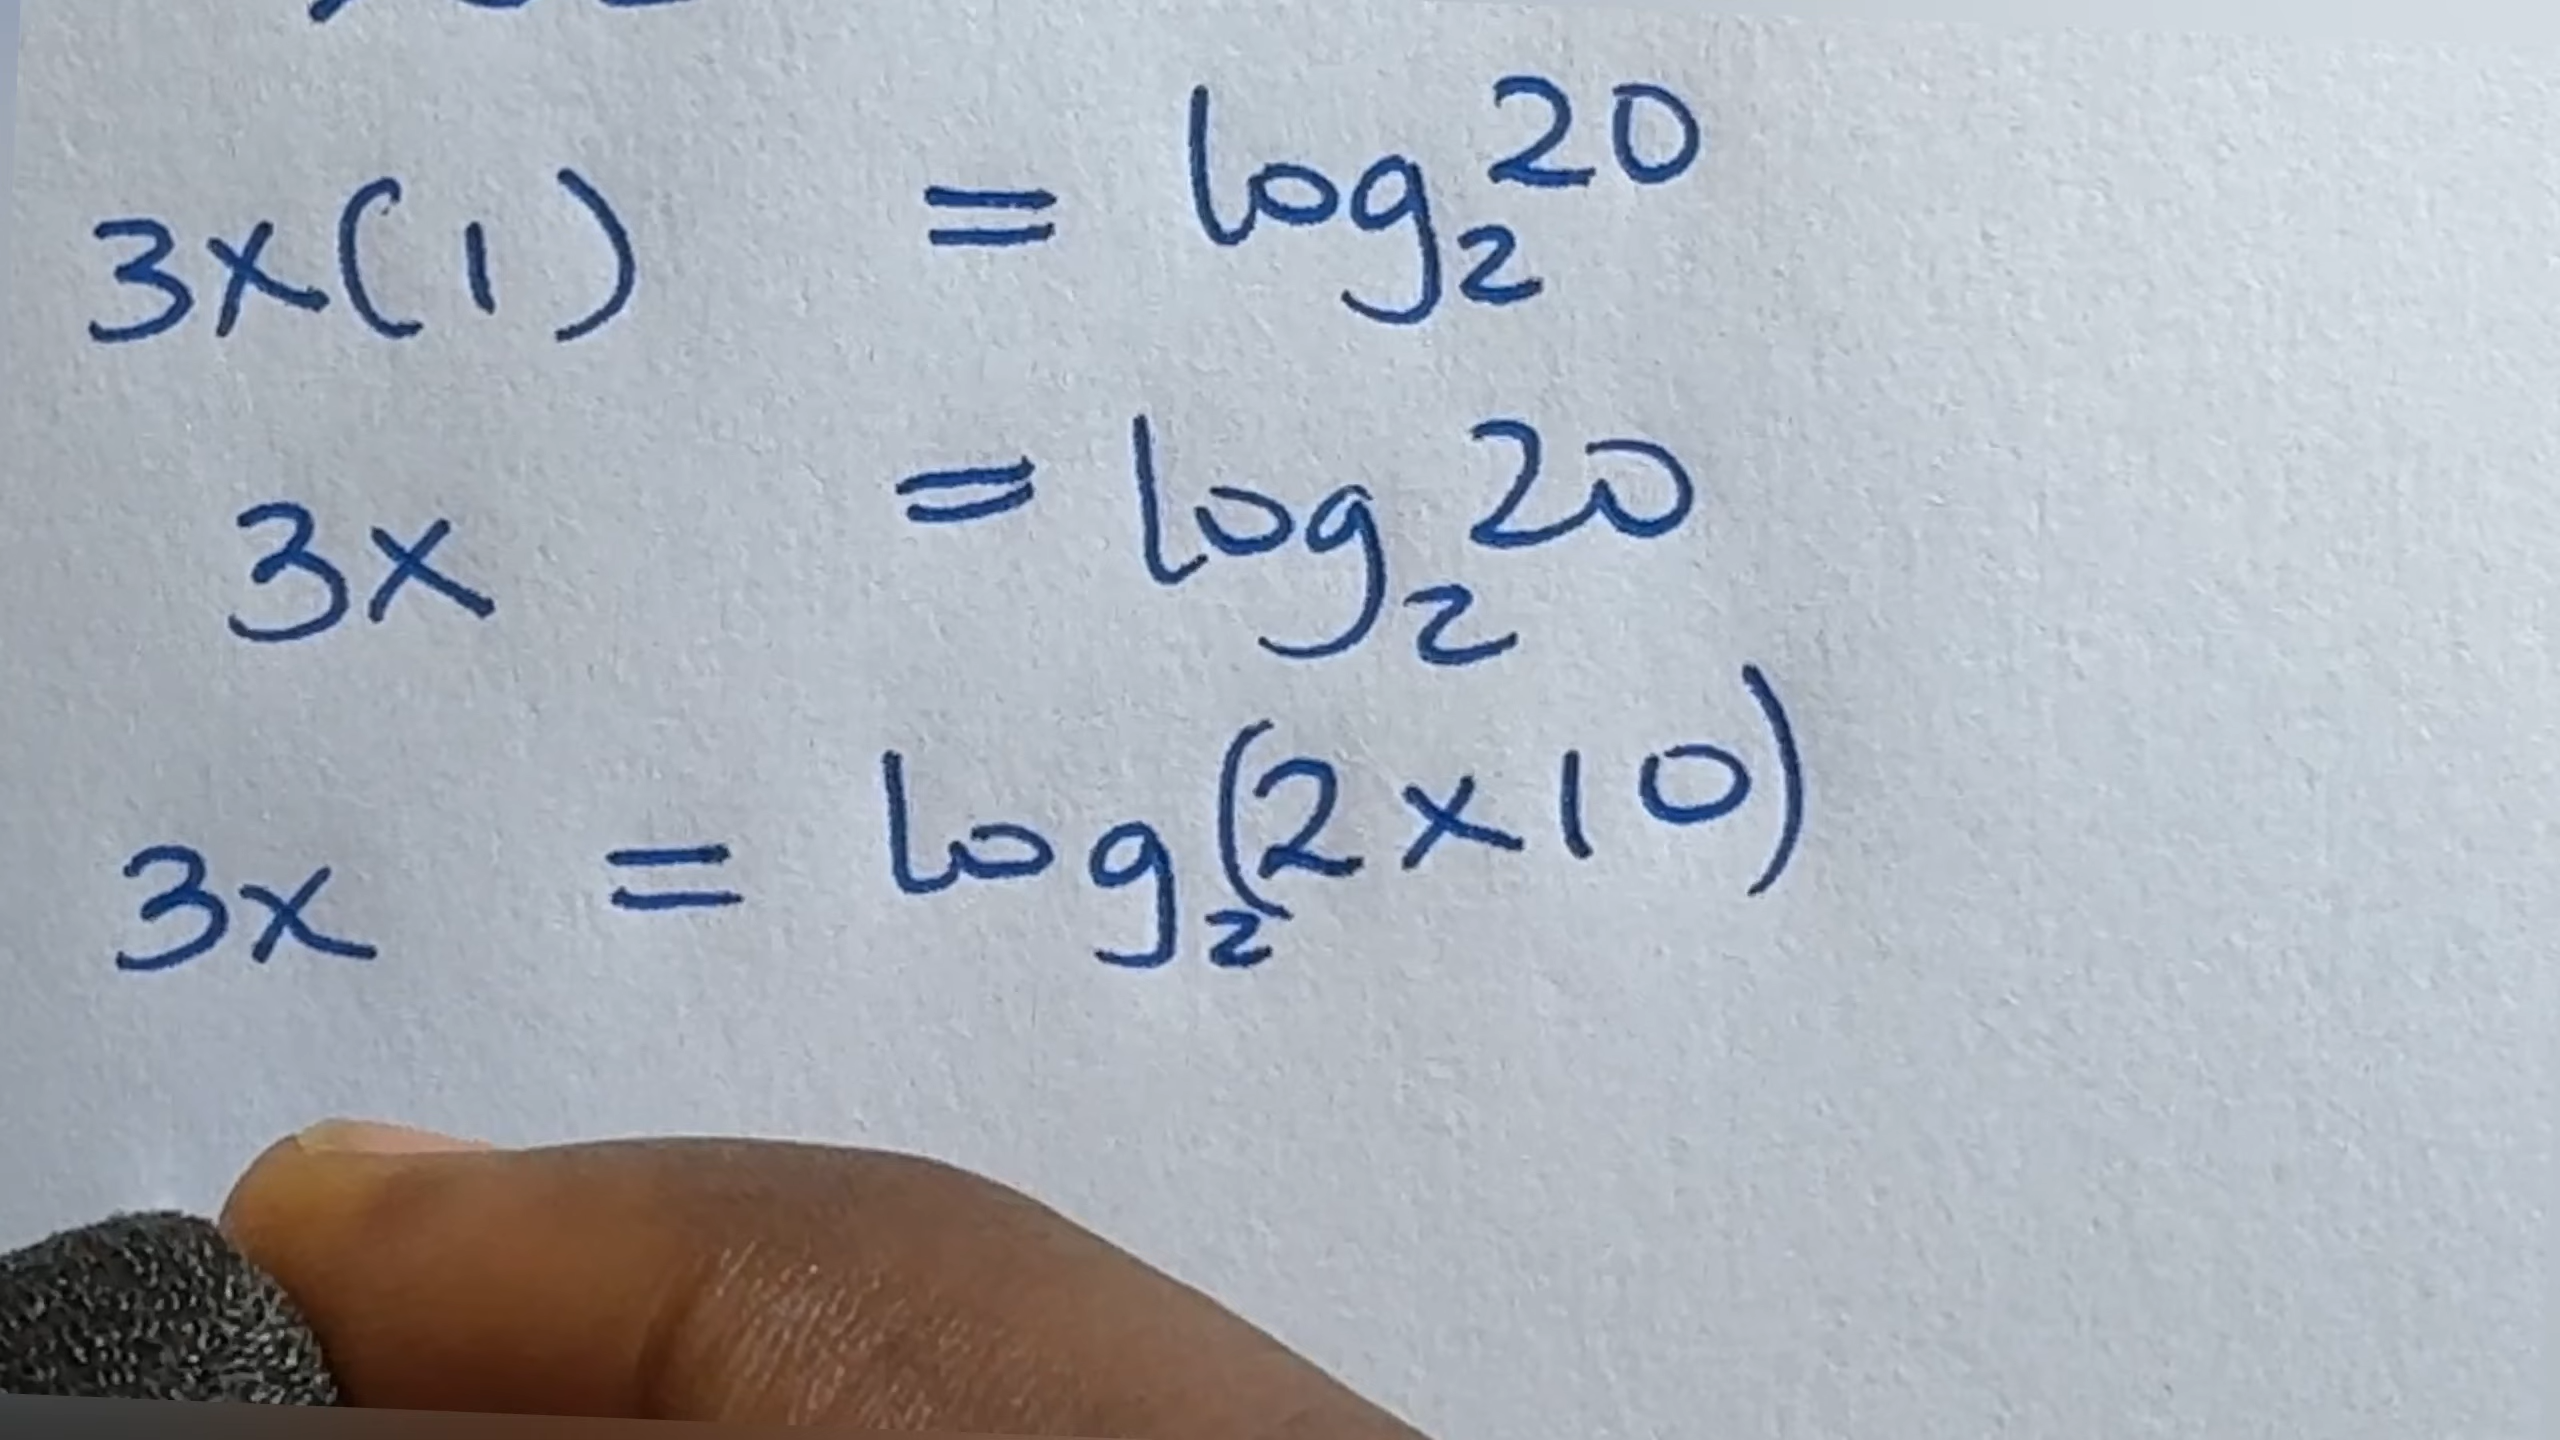 3x(1) = log₂20
3x = log₂20
3x = log₂(2×10)